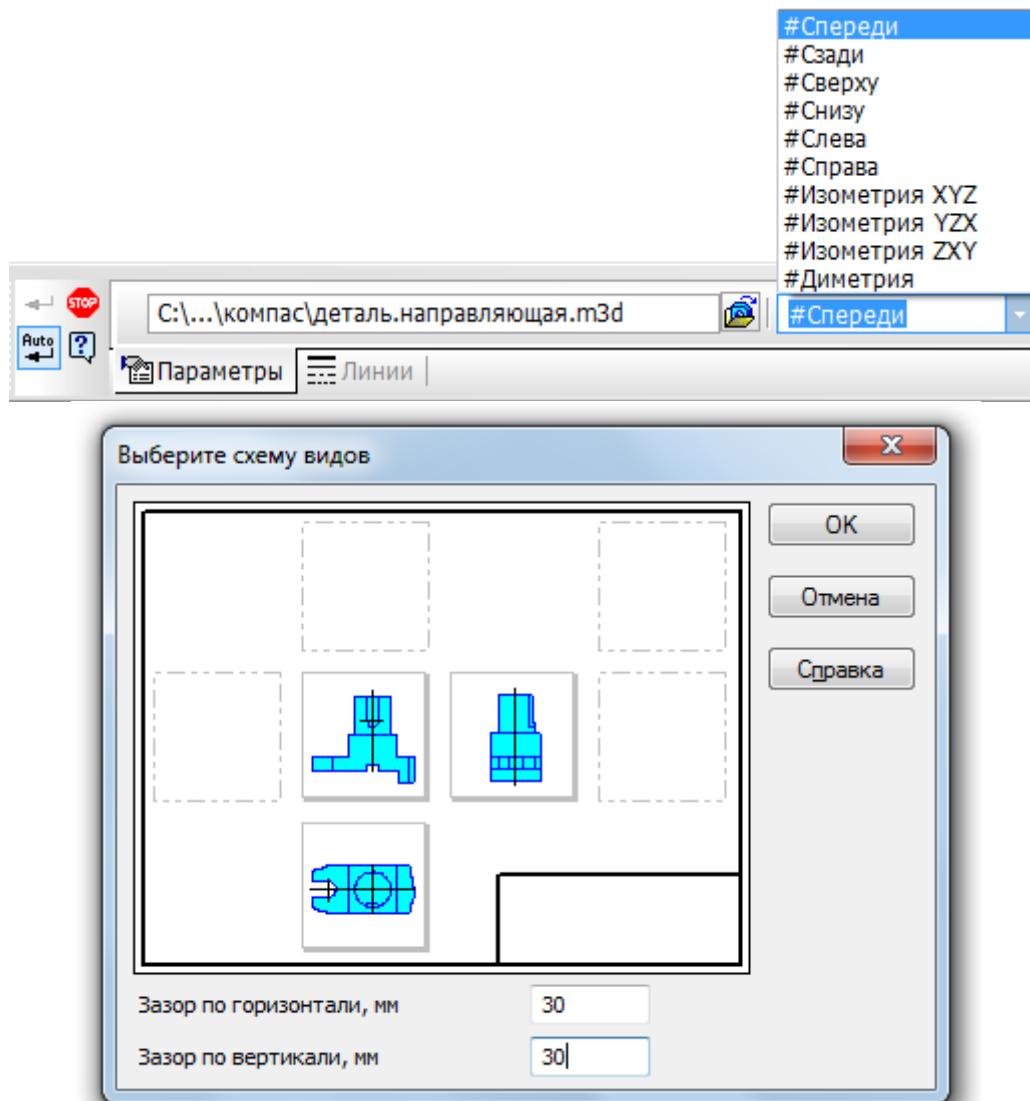 #Спереди
#Сзади
#Сверху
#Снизу
#Слева
#Справа
#Изометрия XYZ
#Изометрия YZX
#Изометрия ZXY
#Диметрия
STOP
C:\...\компас\деталь.направляющая.m3d
#Спереди
Auto
?
Параметры
Линии
Выберите схему видов
OK
Отмена
Справка
Зазор по горизонтали, мм 30
Зазор по вертикали, мм 30